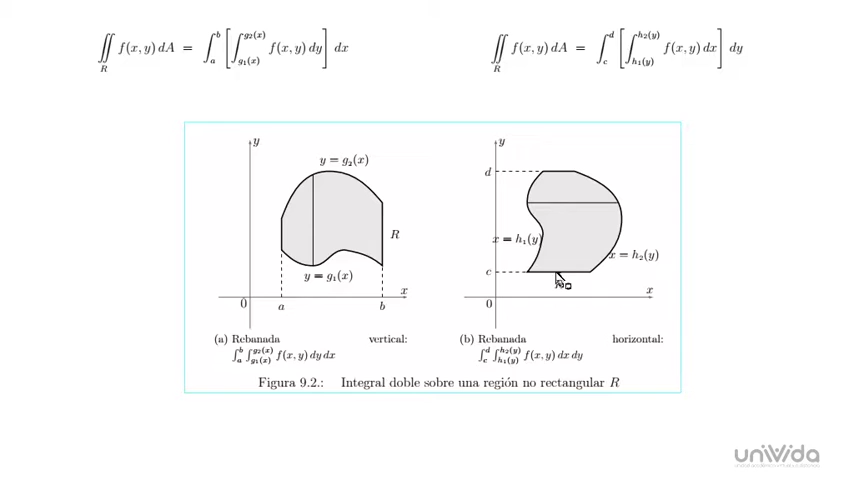 ∬_R f(x, y) dA = ∫_a^b [∫_{g₁(x)}^{g₂(x)} f(x, y) dy] dx
∬_R f(x, y) dA = ∫_c^d [∫_{h₁(y)}^{h₂(y)} f(x, y) dx] dy
y
y = g₂(x)
R
y = g₁(x)
x
0
a
b
y
d
x = h₁(y)
x = h₂(y)
c
x
0
(a) Rebanada vertical:
∫_a^b ∫_{g₁(x)}^{g₂(x)} f(x, y) dy dx
(b) Rebanada horizontal:
∫_c^d ∫_{h₁(y)}^{h₂(y)} f(x, y) dx dy
Figura 9.2.: Integral doble sobre una región no rectangular R
uniVida